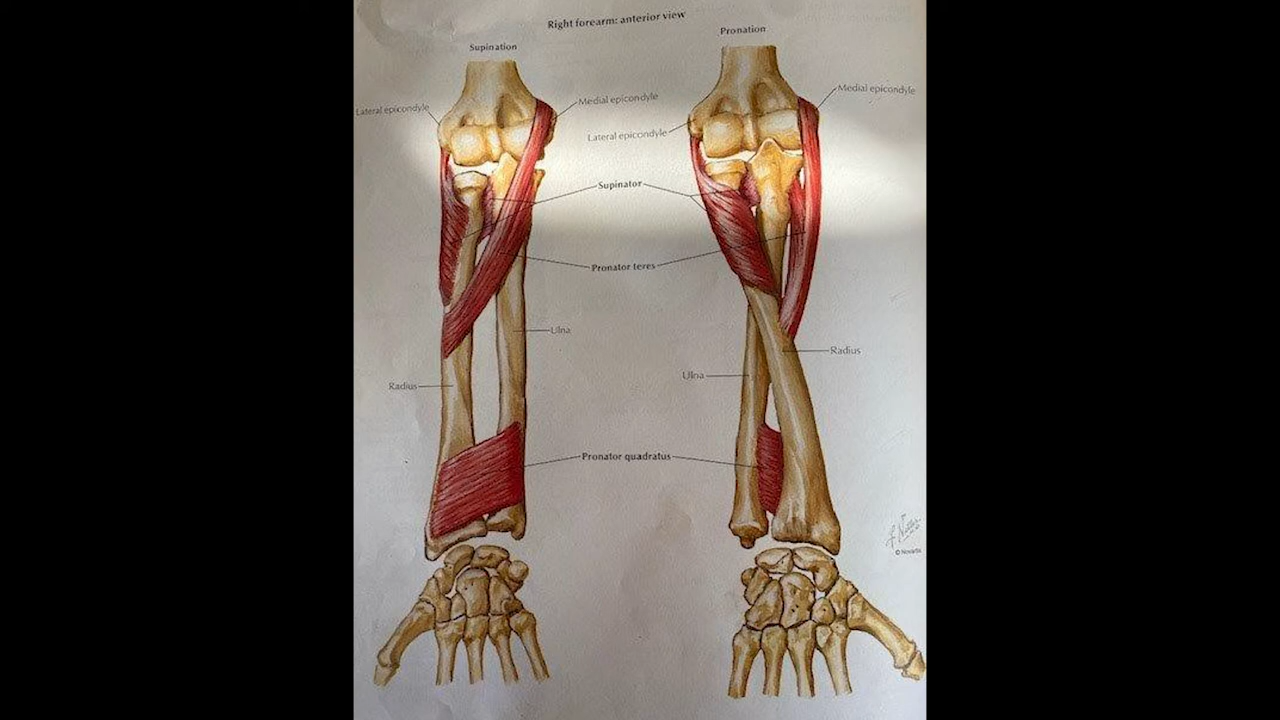 Right forearm: anterior view
Supination
Pronation
Lateral epicondyle
Medial epicondyle
Medial epicondyle
Lateral epicondyle
Supinator
Pronator teres
Ulna
Radius
Radius
Ulna
Pronator quadratus
F. Netter
© Novartis